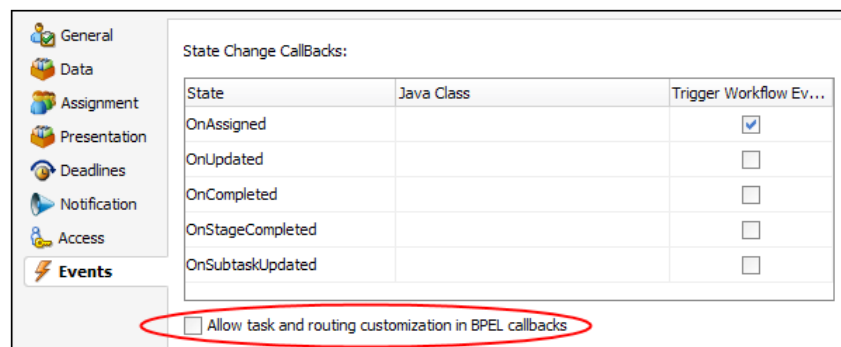 General
Data
Assignment
Presentation
Deadlines
Notification
Access
Events
State Change CallBacks:
State Java Class Trigger Workflow Ev...
OnAssigned
OnUpdated
OnCompleted
OnStageCompleted
OnSubtaskUpdated
Allow task and routing customization in BPEL callbacks